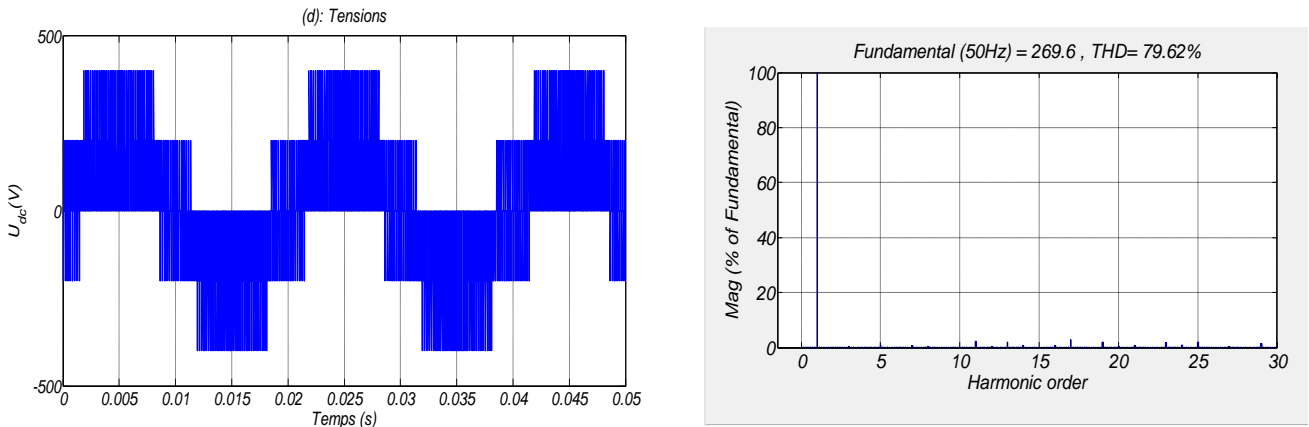 (d): Tensions
500
0
-500
U_dc(V)
0 0.005 0.01 0.015 0.02 0.025 0.03 0.035 0.04 0.045 0.05
Temps (s)
Fundamental (50Hz) = 269.6 , THD= 79.62%
100
80
60
40
20
0
Mag (% of Fundamental)
0 5 10 15 20 25 30
Harmonic order